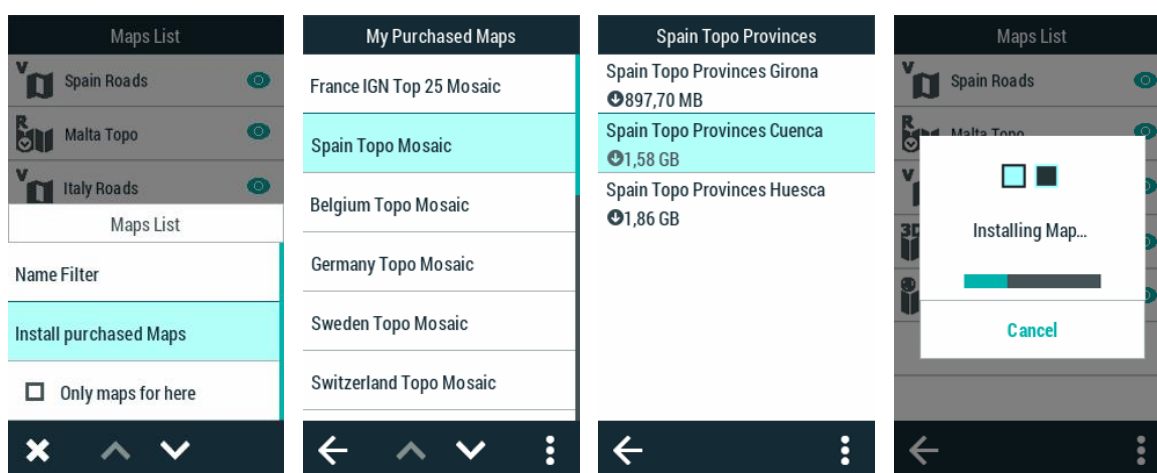 Maps List
V
Spain Roads
R
Malta Topo
V
Italy Roads
Maps List
Name Filter
Install purchased Maps
Only maps for here
My Purchased Maps
France IGN Top 25 Mosaic
Spain Topo Mosaic
Belgium Topo Mosaic
Germany Topo Mosaic
Sweden Topo Mosaic
Switzerland Topo Mosaic
Spain Topo Provinces
Spain Topo Provinces Girona
897,70 MB
Spain Topo Provinces Cuenca
1,58 GB
Spain Topo Provinces Huesca
1,86 GB
Maps List
V
Spain Roads
R
Malta Topo
V
3D
Installing Map...
Cancel